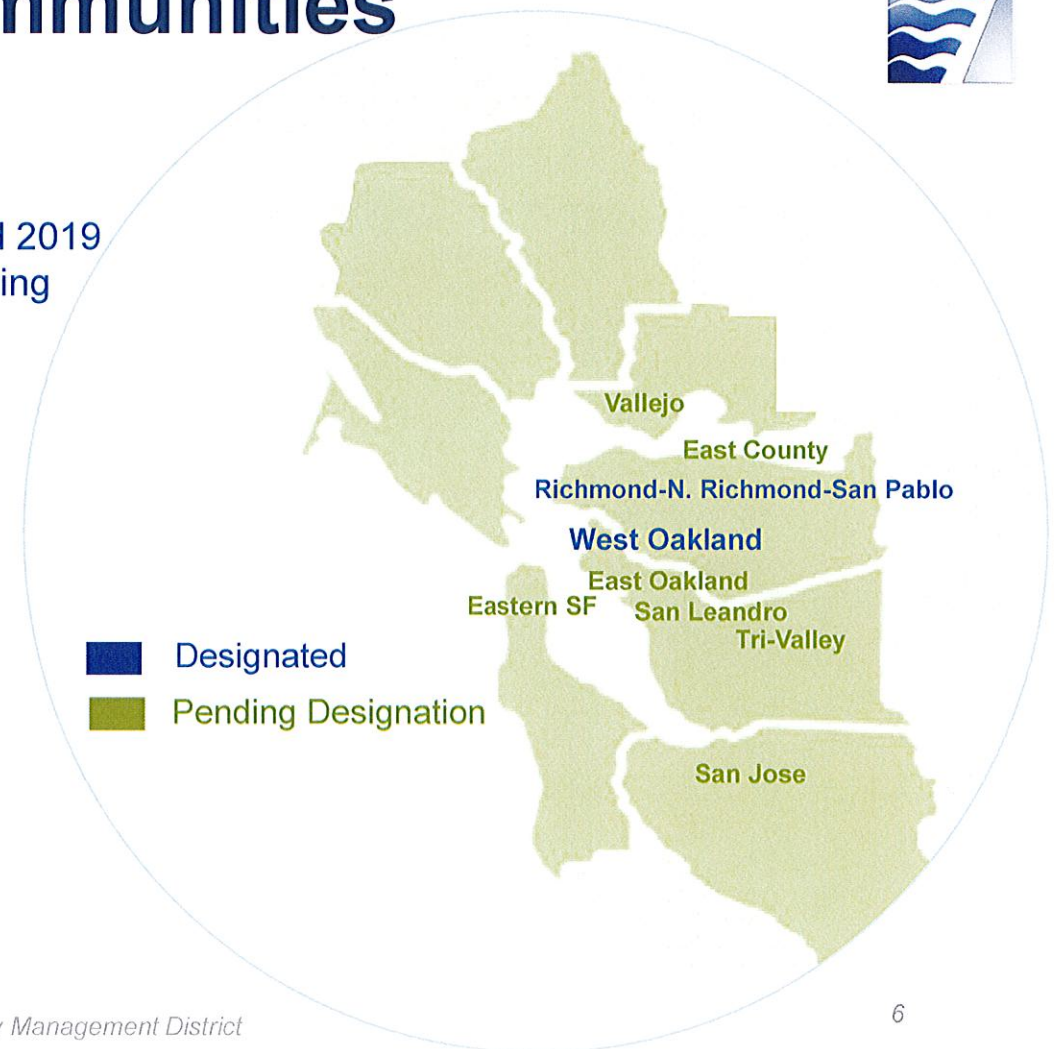 mmunities
2019
ing
Vallejo
East County
Richmond-N. Richmond-San Pablo
West Oakland
East Oakland
Eastern SF
San Leandro
Tri-Valley
Designated
Pending Designation
San Jose
Management District
6